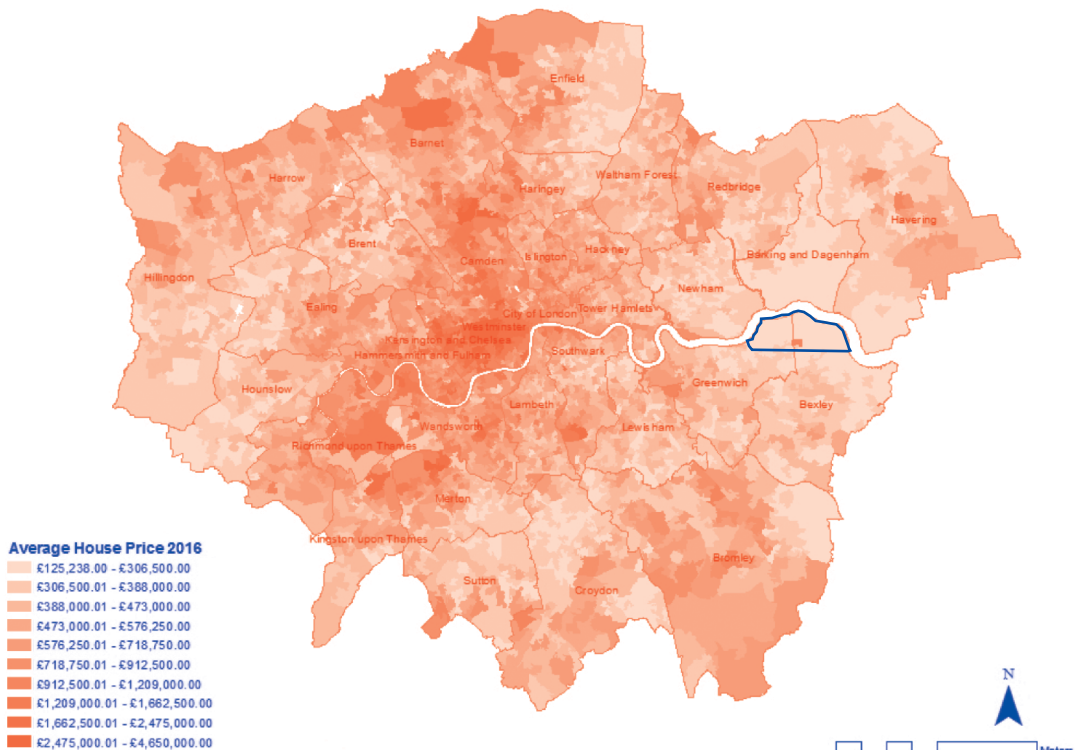 Enfield
Barnet
Harrow
Haringey
Waltham Forest
Redbridge
Havering
Brent
Camden
Islington
Hackney
Barking and Dagenham
Hillingdon
Newham
Ealing
City of London
Tower Hamlets
Westminster
Kensington and Chelsea
Hammersmith and Fulham
Southwark
Hounslow
Greenwich
Lambeth
Bexley
Wandsworth
Lewisham
Richmond upon Thames
Merton
Kingston upon Thames
Bromley
Sutton
Croydon
Average House Price 2016
£125,238.00 - £306,500.00
£306,500.01 - £388,000.00
£388,000.01 - £473,000.00
£473,000.01 - £576,250.00
£576,250.01 - £718,750.00
£718,750.01 - £912,500.00
£912,500.01 - £1,209,000.00
£1,209,000.01 - £1,662,500.00
£1,662,500.01 - £2,475,000.00
£2,475,000.01 - £4,650,000.00
N